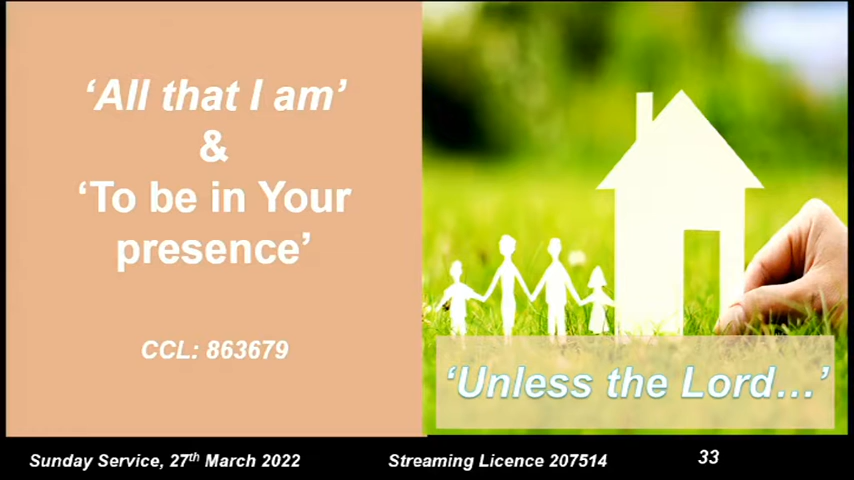 ‘All that I am’
&
‘To be in Your
presence’
CCL: 863679
‘Unless the Lord…’
Sunday Service, 27th March 2022
Streaming Licence 207514
33